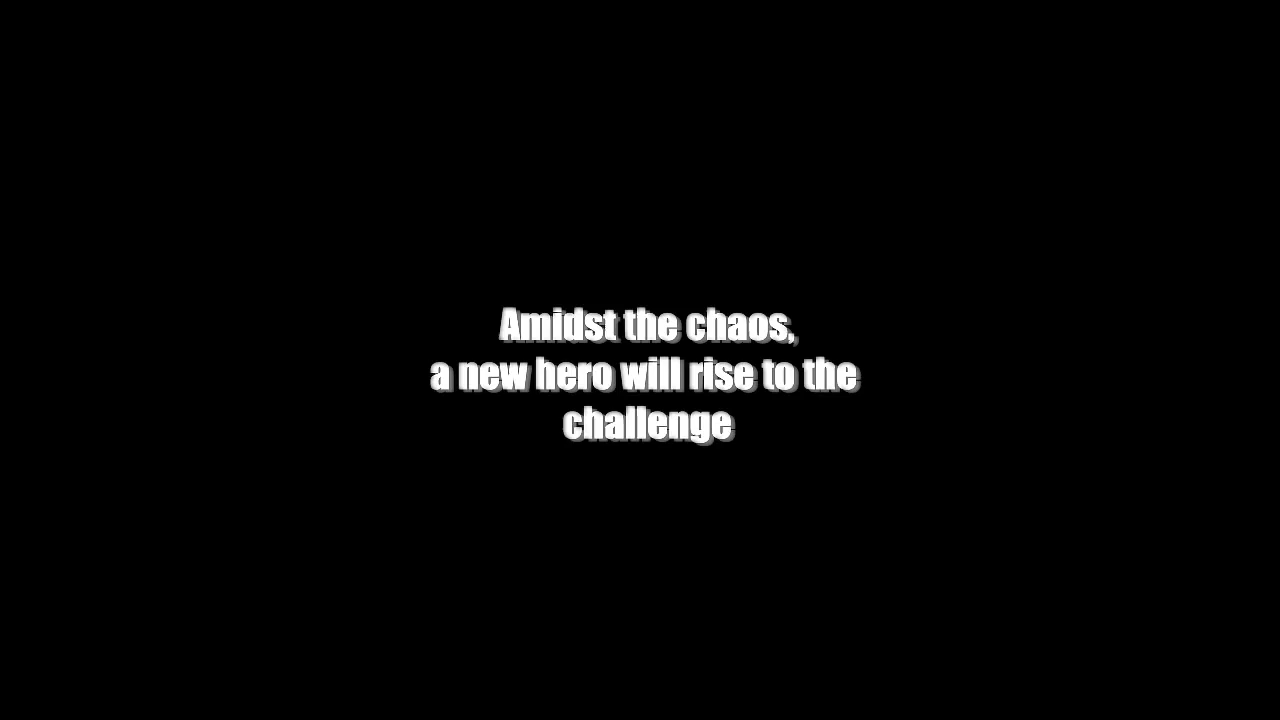 Amidst the chaos,
a new hero will rise to the
challenge